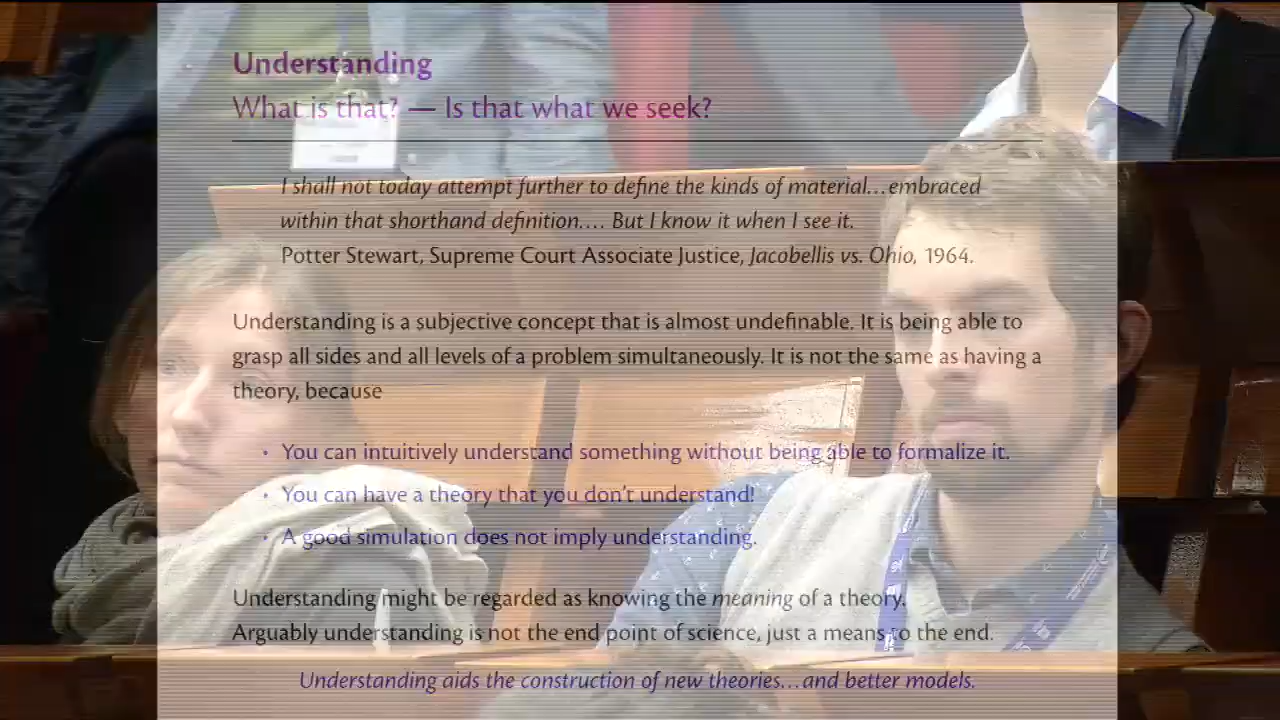 Understanding
What is that? — Is that what we seek?
I shall not today attempt further to define the kinds of material…embraced
within that shorthand definition.… But I know it when I see it.
Potter Stewart, Supreme Court Associate Justice, Jacobellis vs. Ohio, 1964.
Understanding is a subjective concept that is almost undefinable. It is being able to
grasp all sides and all levels of a problem simultaneously. It is not the same as having a
theory, because
• You can intuitively understand something without being able to formalize it.
• You can have a theory that you don't understand!
• A good simulation does not imply understanding.
Understanding might be regarded as knowing the meaning of a theory.
Arguably understanding is not the end point of science, just a means to the end.
Understanding aids the construction of new theories…and better models.